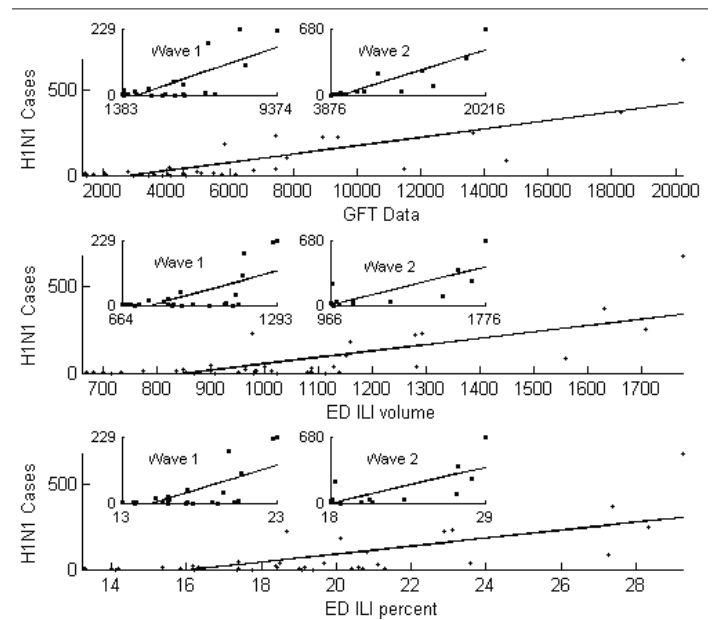 229
Wave 1
1383
9374
680
Wave 2
3876
20216
H1N1 Cases
500
0
2000 4000 6000 8000 10000 12000 14000 16000 18000 20000
GFT Data
229
Wave 1
664
1293
680
Wave 2
966
1776
H1N1 Cases
500
0
700 800 900 1000 1100 1200 1300 1400 1500 1600 1700
ED ILI volume
229
Wave 1
0
13
23
680
Wave 2
0
18
29
H1N1 Cases
500
0
14 16 18 20 22 24 26 28
ED ILI percent